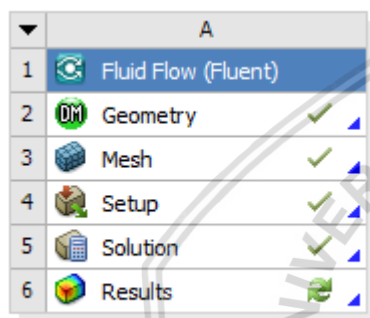 A
1 Fluid Flow (Fluent)
2 DM Geometry
3 Mesh
4 Setup
5 Solution
6 Results